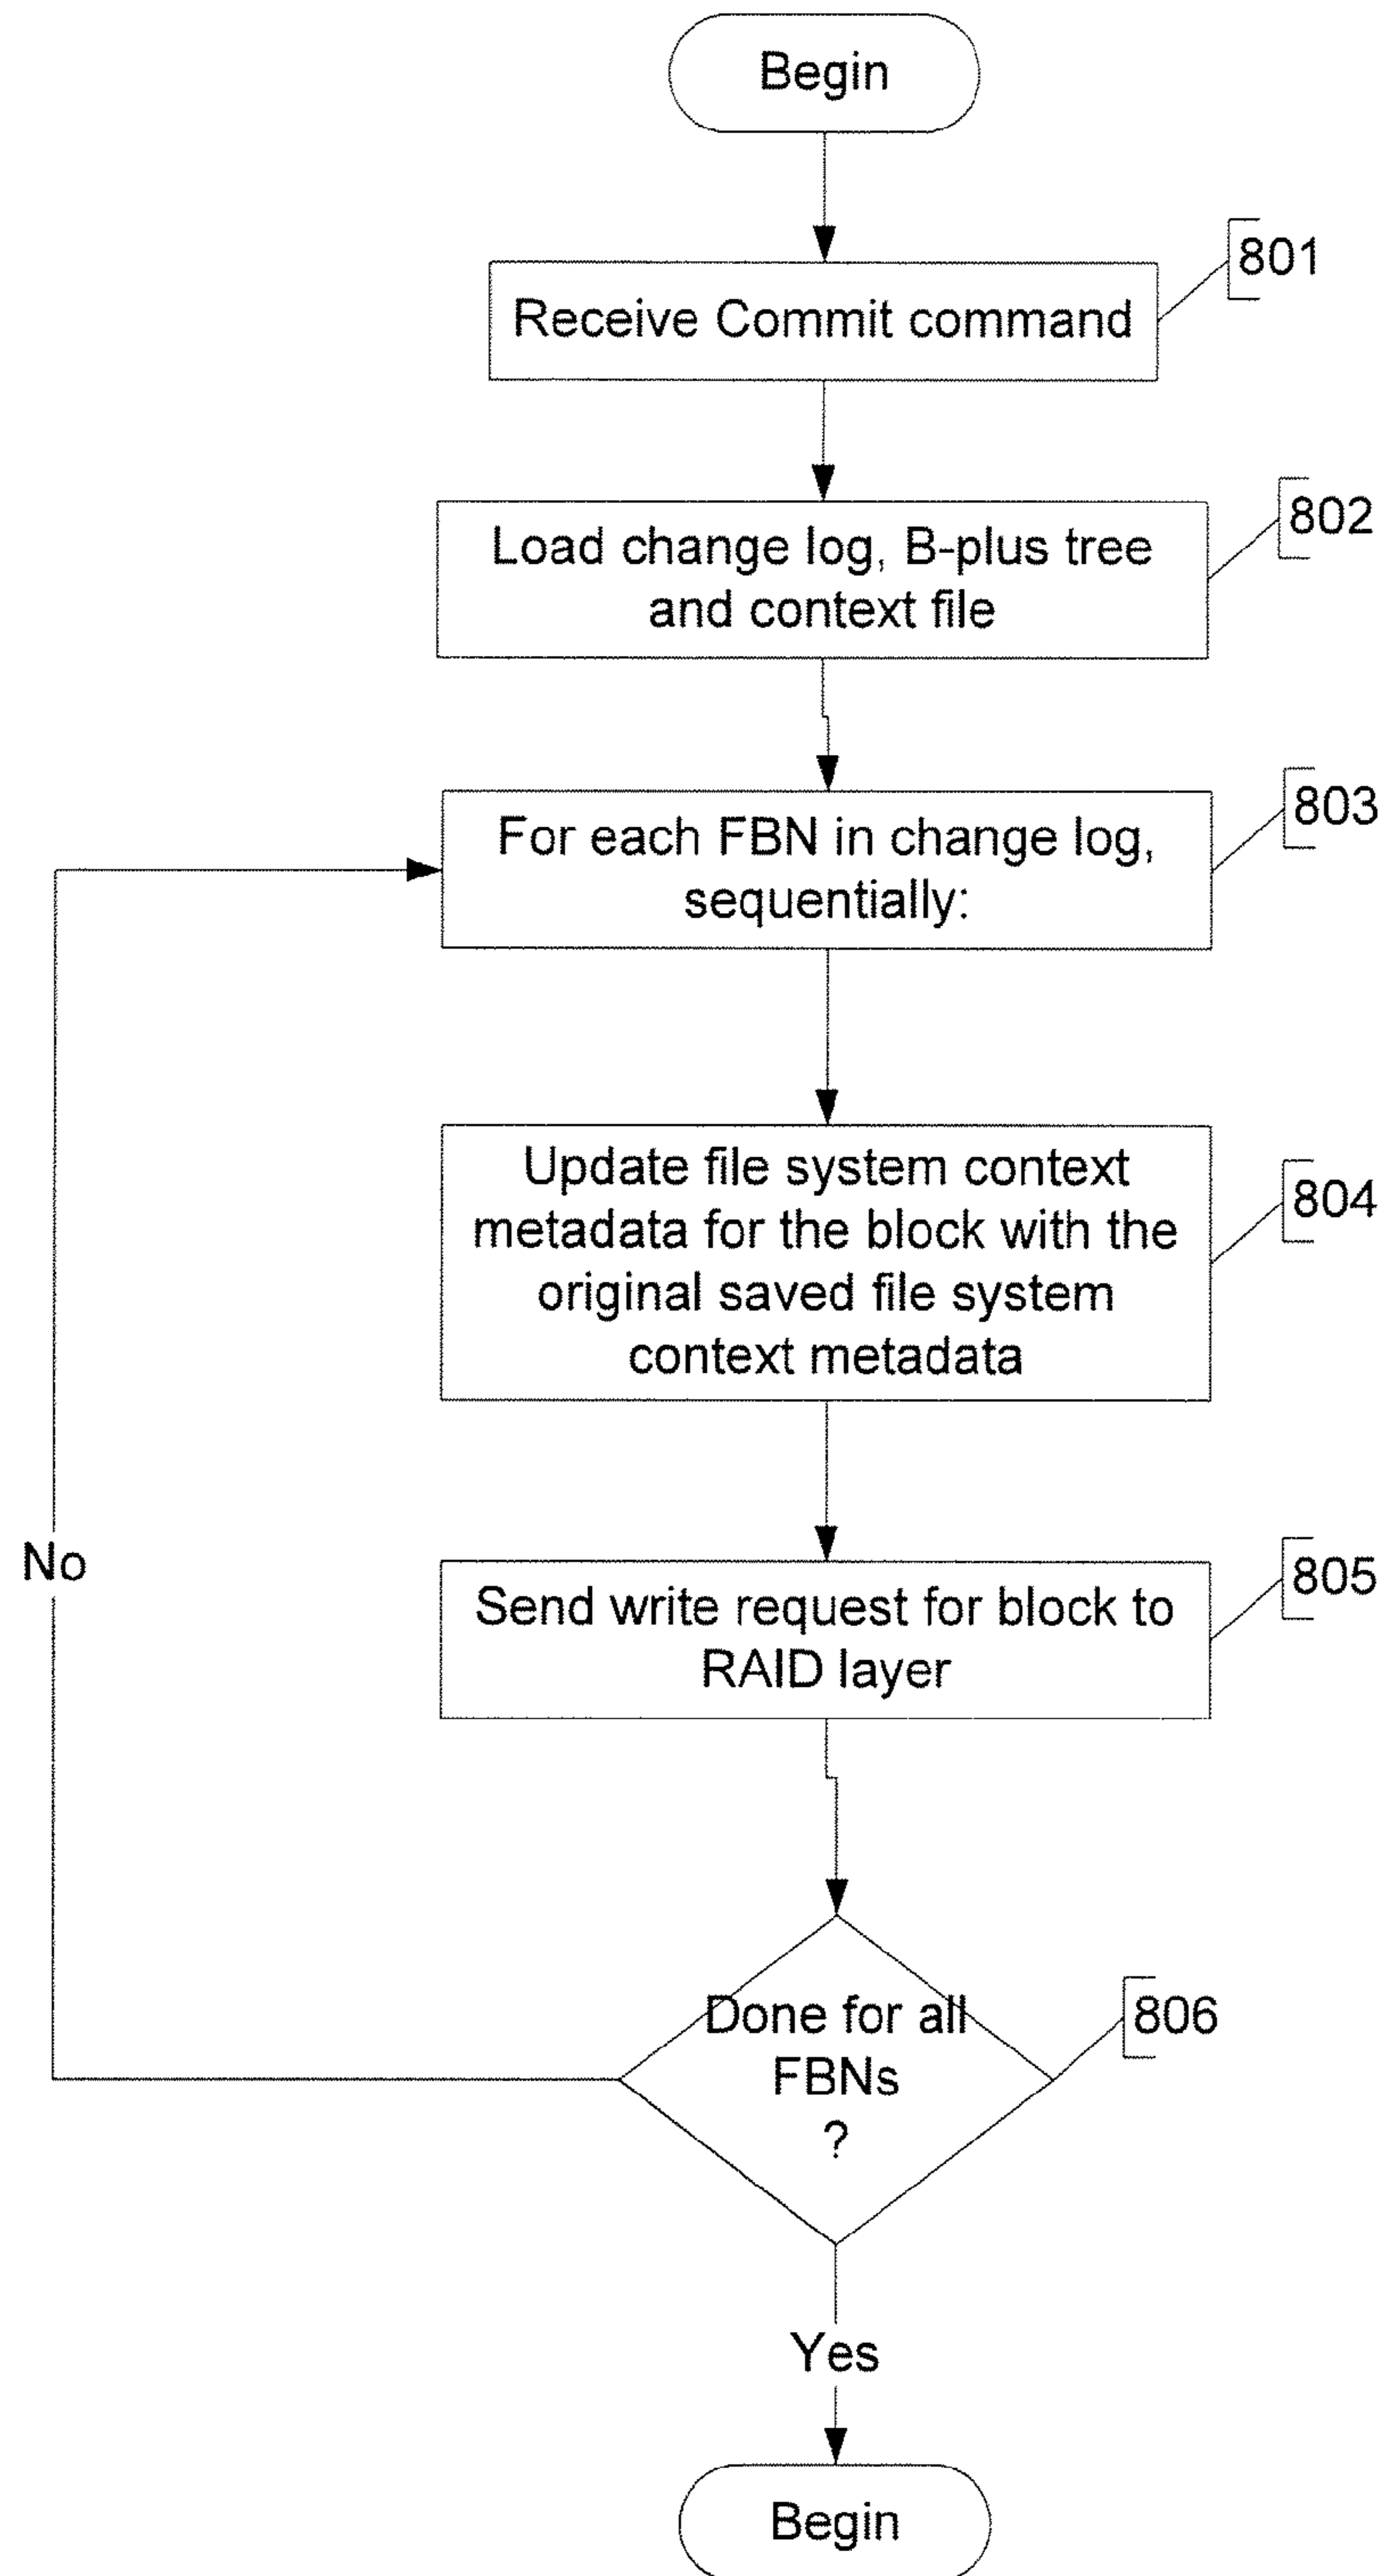 Begin
801
Receive Commit command
802
Load change log, B-plus tree
and context file
803
For each FBN in change log,
sequentially:
804
Update file system context
metadata for the block with the
original saved file system
context metadata
No
805
Send write request for block to
RAID layer
806
Done for all
FBNs
?
Yes
Begin